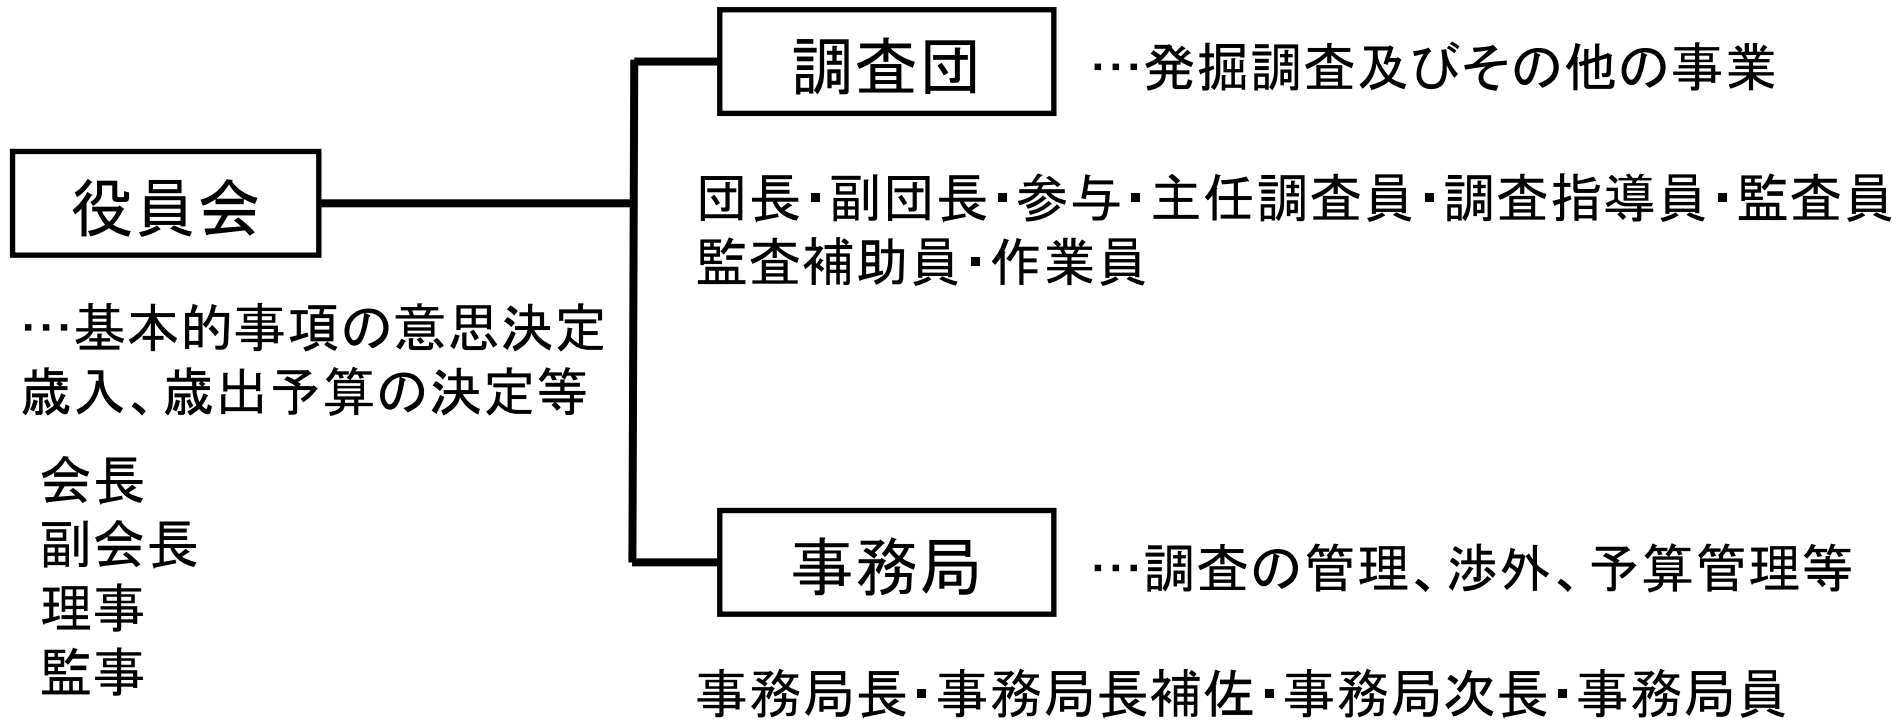 調査団
…発掘調査及びその他の事業
団長・副団長・参与・主任調査員・調査指導員・監査員
監査補助員・作業員
役員会
…基本的事項の意思決定
歳入、歳出予算の決定等
会長
副会長
理事
監事
事務局
…調査の管理、渉外、予算管理等
事務局長・事務局長補佐・事務局次長・事務局員